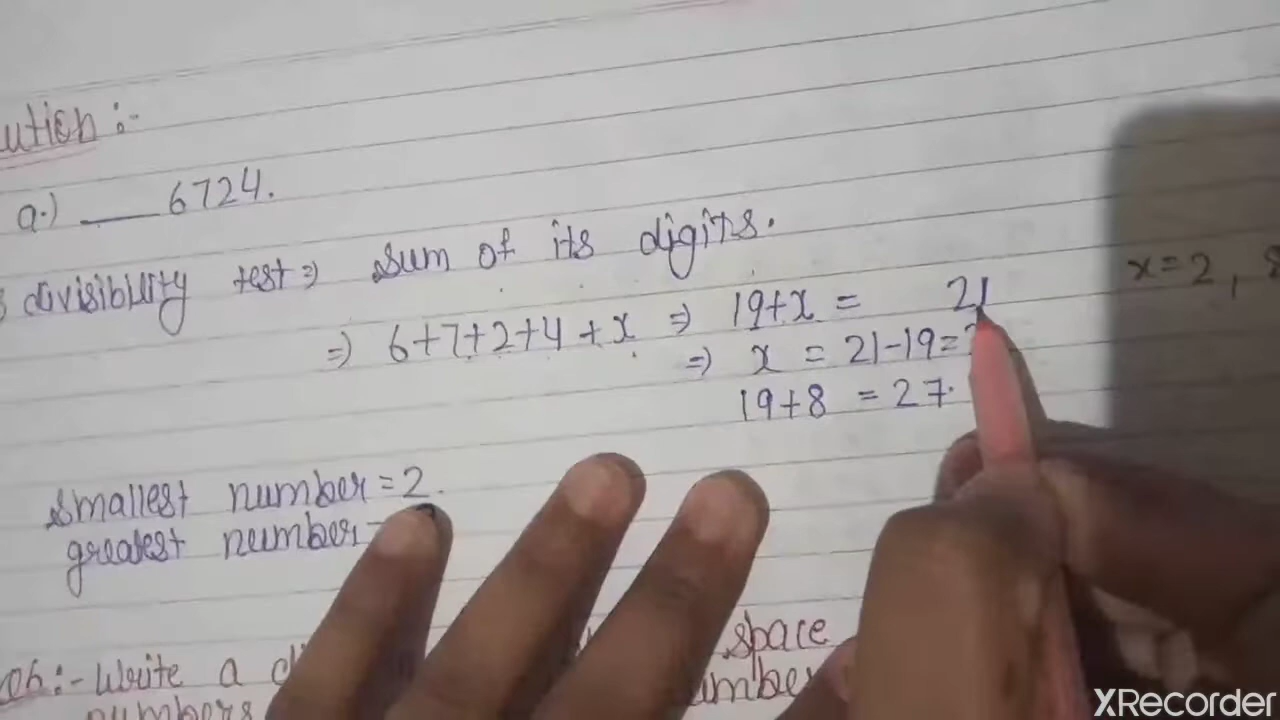 ution :-
a.) ___ 6724.
divisibility test ⇒ sum of its digits.
⇒ 6+7+2+4+x ⇒ 19+x = 21
x=2,
⇒ x = 21-19=
19+8 = 27.
smallest number = 2.
greatest number =
:- Write a space
numbers
XRecorder